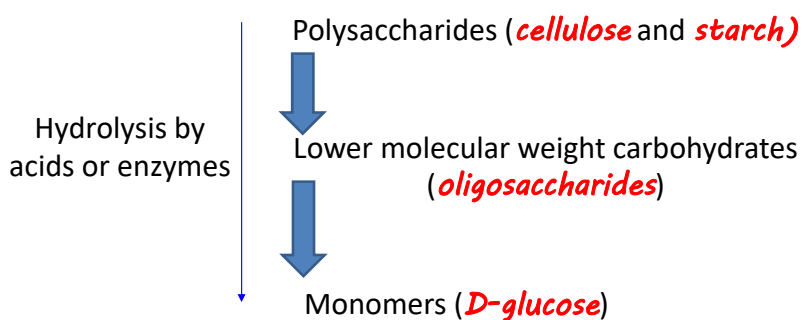 Polysaccharides (cellulose and starch)
Hydrolysis by
acids or enzymes
Lower molecular weight carbohydrates
(oligosaccharides)
Monomers (D-glucose)